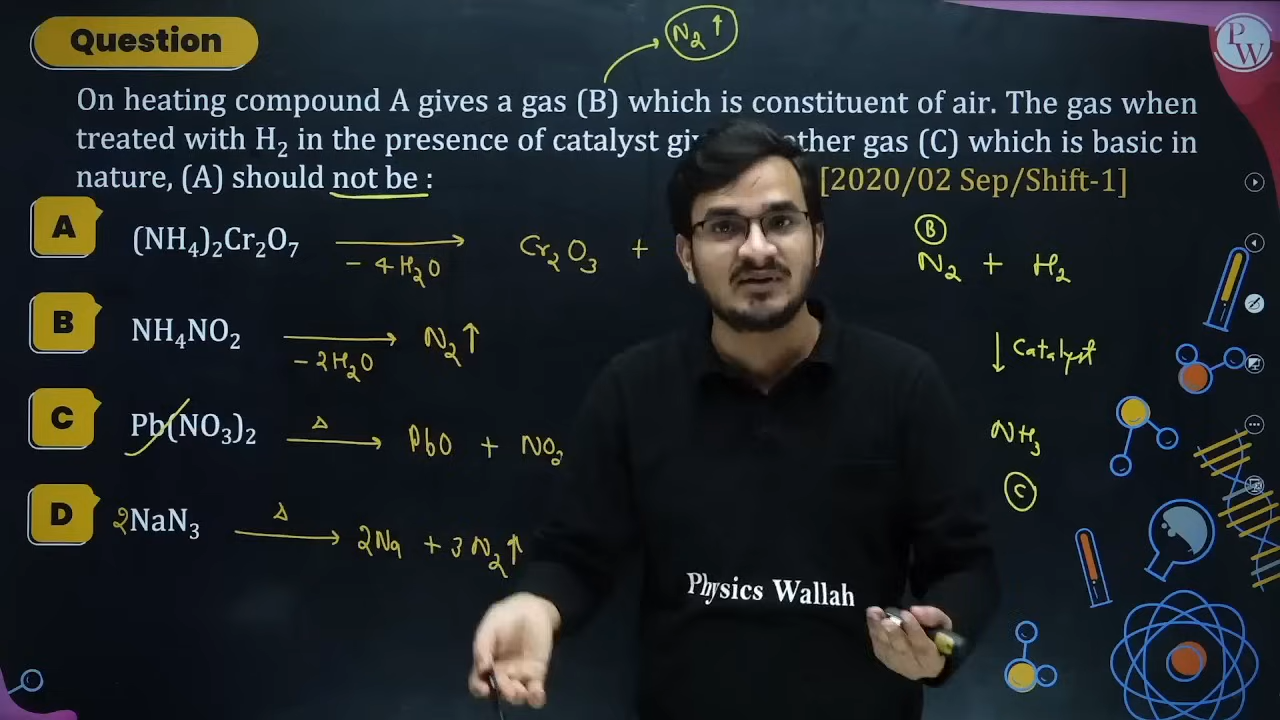 Question
N₂ ↑
PW
On heating compound A gives a gas (B) which is constituent of air. The gas when
treated with H₂ in the presence of catalyst gi ther gas (C) which is basic in
nature, (A) should not be :
[2020/02 Sep/Shift-1]
A (NH4)₂Cr₂O₇ → - 4H₂O Cr₂O₃ +
B
N₂ + H₂
B NH₄NO₂ → - 2H₂O N₂↑
↓ Catalyst
C Pb(NO₃)₂ Δ → PbO + NO₂
NH₃
C
D 2NaN₃ Δ → 2Na + 3N₂↑
Physics Wallah